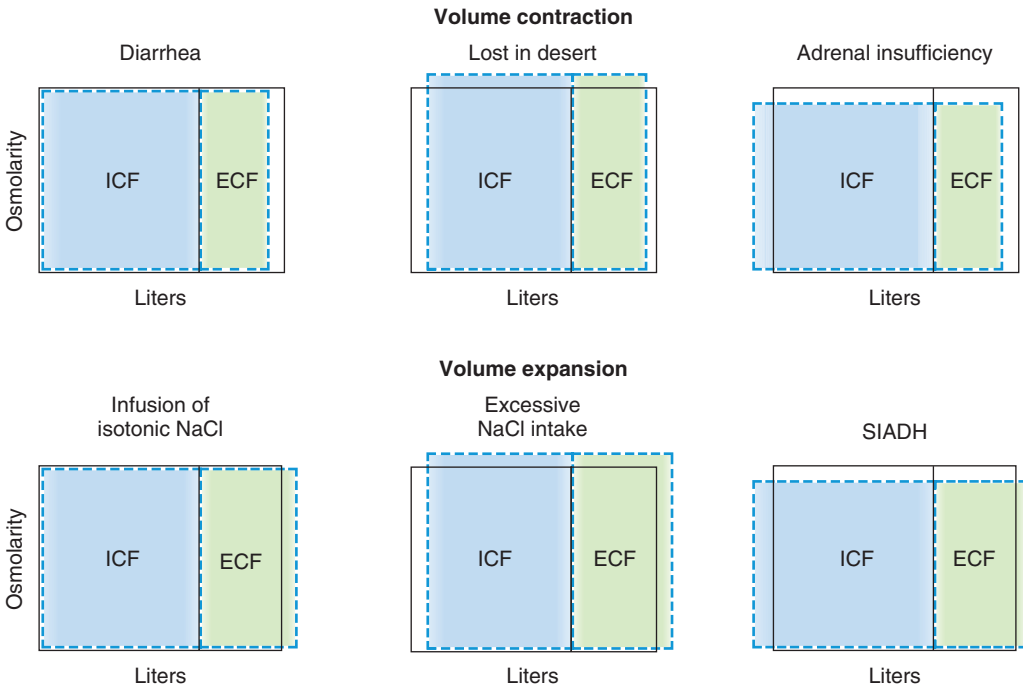 Volume contraction
Diarrhea
Lost in desert
Adrenal insufficiency
Osmolarity
ICF
ECF
ICF
ECF
ICF
ECF
Liters
Liters
Liters
Volume expansion
Infusion of
isotonic NaCl
Excessive
NaCl intake
SIADH
Osmolarity
ICF
ECF
ICF
ECF
ICF
ECF
Liters
Liters
Liters